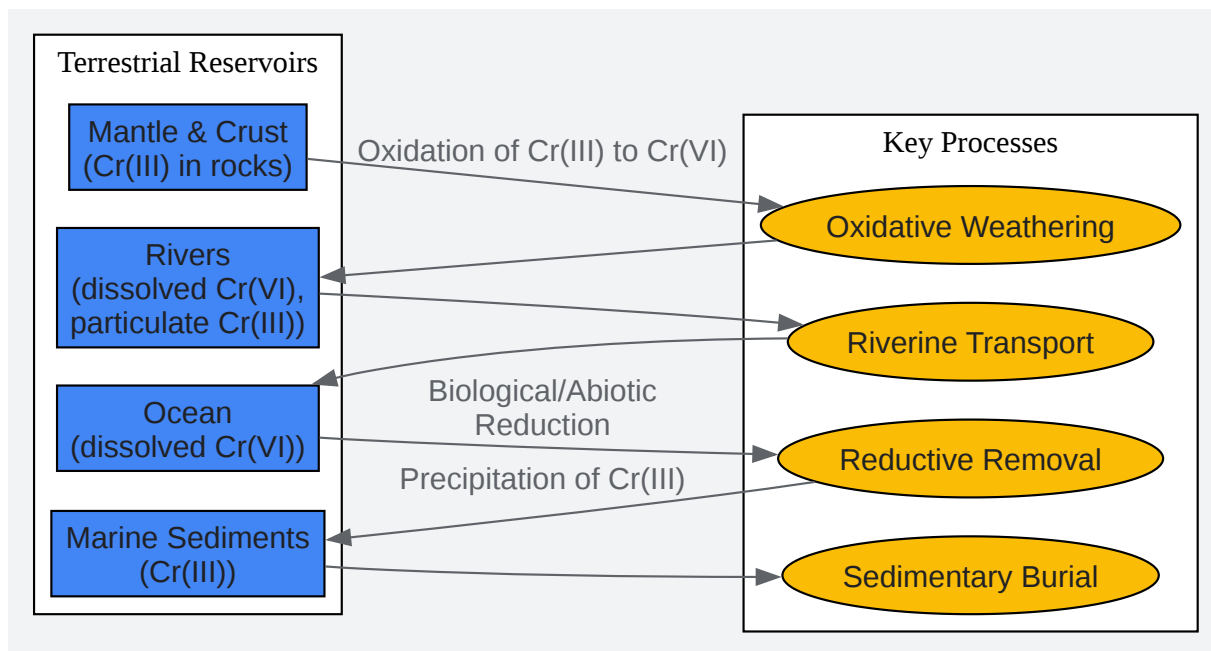 Terrestrial Reservoirs
Mantle & Crust
(Cr(III) in rocks)
Rivers
(dissolved Cr(VI),
particulate Cr(III))
Ocean
(dissolved Cr(VI))
Marine Sediments
(Cr(III))
Oxidation of Cr(III) to Cr(VI)
Biological/Abiotic
Reduction
Precipitation of Cr(III)
Key Processes
Oxidative Weathering
Riverine Transport
Reductive Removal
Sedimentary Burial